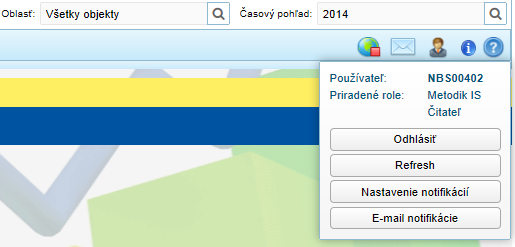 Oblasť: Všetky objekty Časový pohľad: 2014
Používateľ: NBS00402
Priradené role: Metodik IS
Čitateľ
Odhlásiť
Refresh
Nastavenie notifikácií
E-mail notifikácie